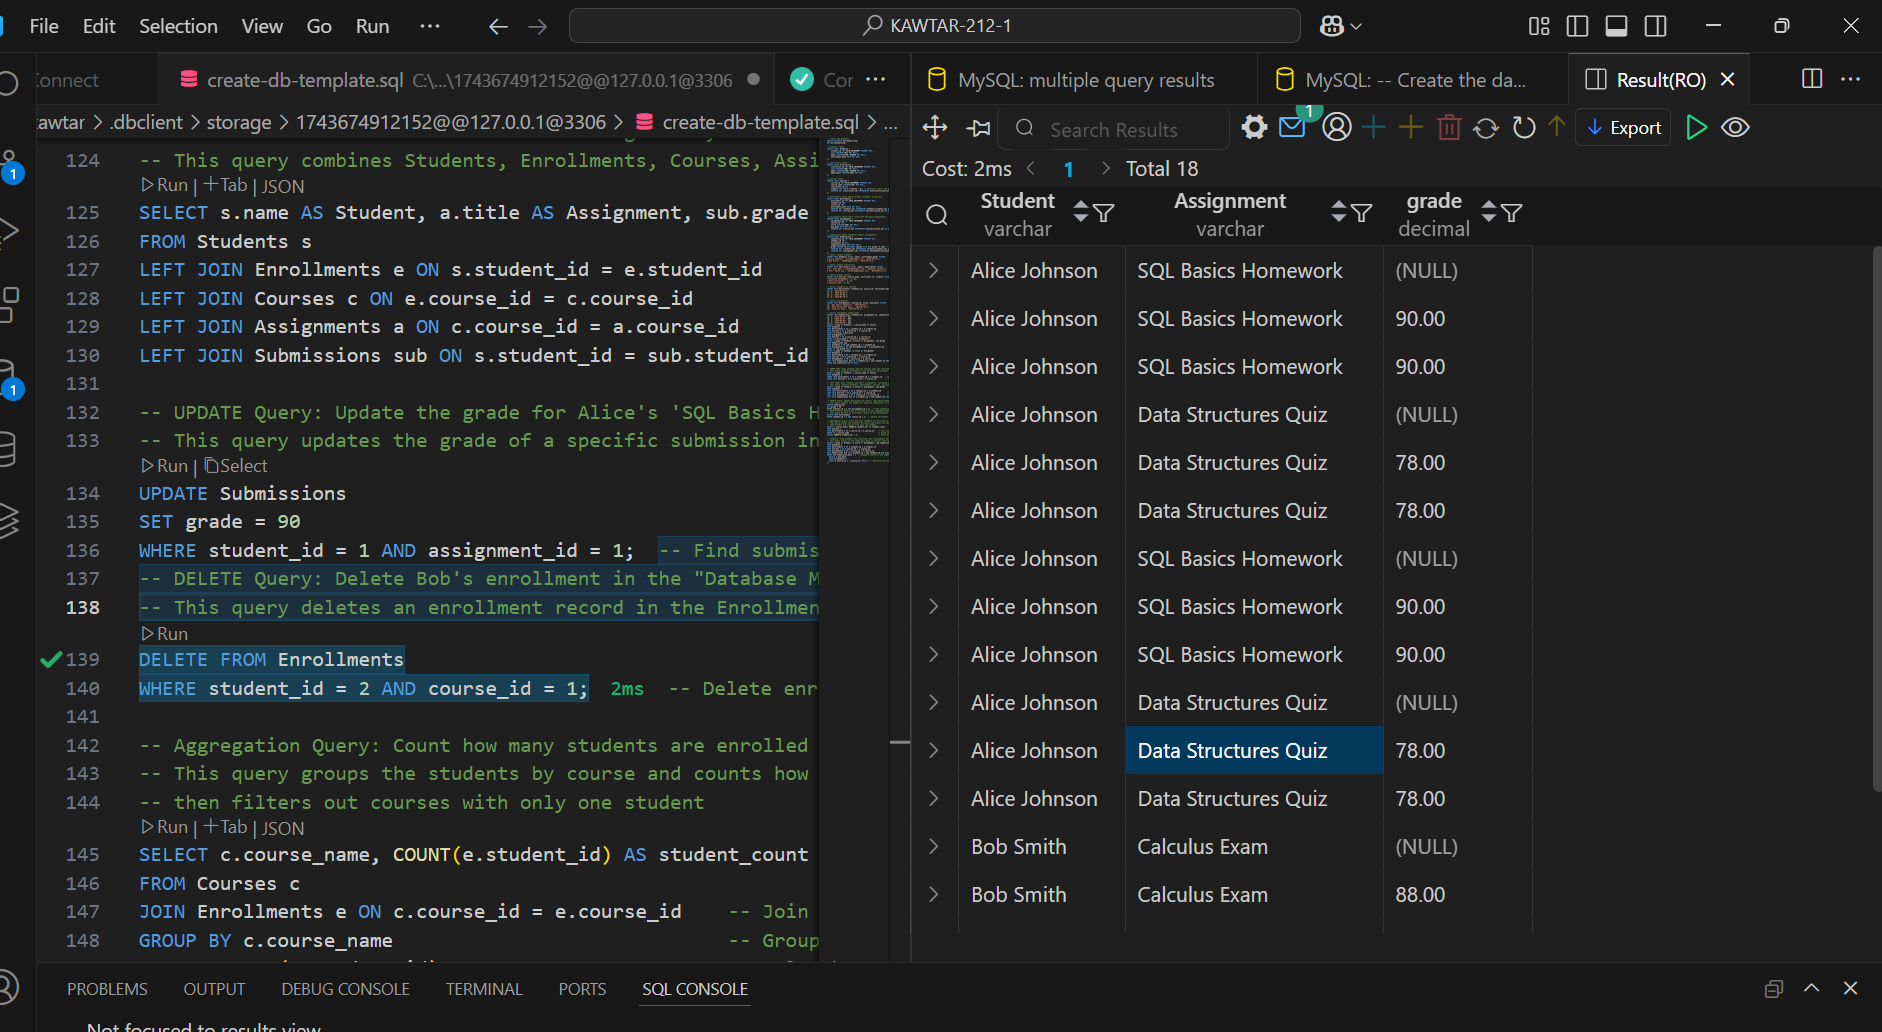 File Edit Selection View Go Run ··· KAWTAR-212-1
connect create-db-template.sql C:\...\1743674912152@@127.0.0.1@3306 Cor ···
awtar > .dbclient > storage > 1743674912152@@127.0.0.1@3306 > create-db-template.sql > ...
124 -- This query combines Students, Enrollments, Courses, Assi
Run | Tab | JSON
125 SELECT s.name AS Student, a.title AS Assignment, sub.grade
126 FROM Students s
127 LEFT JOIN Enrollments e ON s.student_id = e.student_id
128 LEFT JOIN Courses c ON e.course_id = c.course_id
129 LEFT JOIN Assignments a ON c.course_id = a.course_id
130 LEFT JOIN Submissions sub ON s.student_id = sub.student_id
131
132 -- UPDATE Query: Update the grade for Alice's 'SQL Basics H
133 -- This query updates the grade of a specific submission in
Run | Select
134 UPDATE Submissions
135 SET grade = 90
136 WHERE student_id = 1 AND assignment_id = 1; -- Find submis
137 -- DELETE Query: Delete Bob's enrollment in the "Database M
138 -- This query deletes an enrollment record in the Enrollmen
Run
139 DELETE FROM Enrollments
140 WHERE student_id = 2 AND course_id = 1; 2ms -- Delete enr
141
142 -- Aggregation Query: Count how many students are enrolled
143 -- This query groups the students by course and counts how
144 -- then filters out courses with only one student
Run | Tab | JSON
145 SELECT c.course_name, COUNT(e.student_id) AS student_count
146 FROM Courses c
147 JOIN Enrollments e ON c.course_id = e.course_id -- Join
148 GROUP BY c.course_name -- Group
1
1
MySQL: multiple query results MySQL: -- Create the da... Result(RO) ···
Search Results 1 Export
Cost: 2ms < 1 > Total 18
Student Assignment grade
varchar varchar decimal
Alice Johnson SQL Basics Homework (NULL)
Alice Johnson SQL Basics Homework 90.00
Alice Johnson SQL Basics Homework 90.00
Alice Johnson Data Structures Quiz (NULL)
Alice Johnson Data Structures Quiz 78.00
Alice Johnson Data Structures Quiz 78.00
Alice Johnson SQL Basics Homework (NULL)
Alice Johnson SQL Basics Homework 90.00
Alice Johnson SQL Basics Homework 90.00
Alice Johnson Data Structures Quiz (NULL)
Alice Johnson Data Structures Quiz 78.00
Alice Johnson Data Structures Quiz 78.00
Bob Smith Calculus Exam (NULL)
Bob Smith Calculus Exam 88.00
PROBLEMS OUTPUT DEBUG CONSOLE TERMINAL PORTS SQL CONSOLE
Not focused to results view